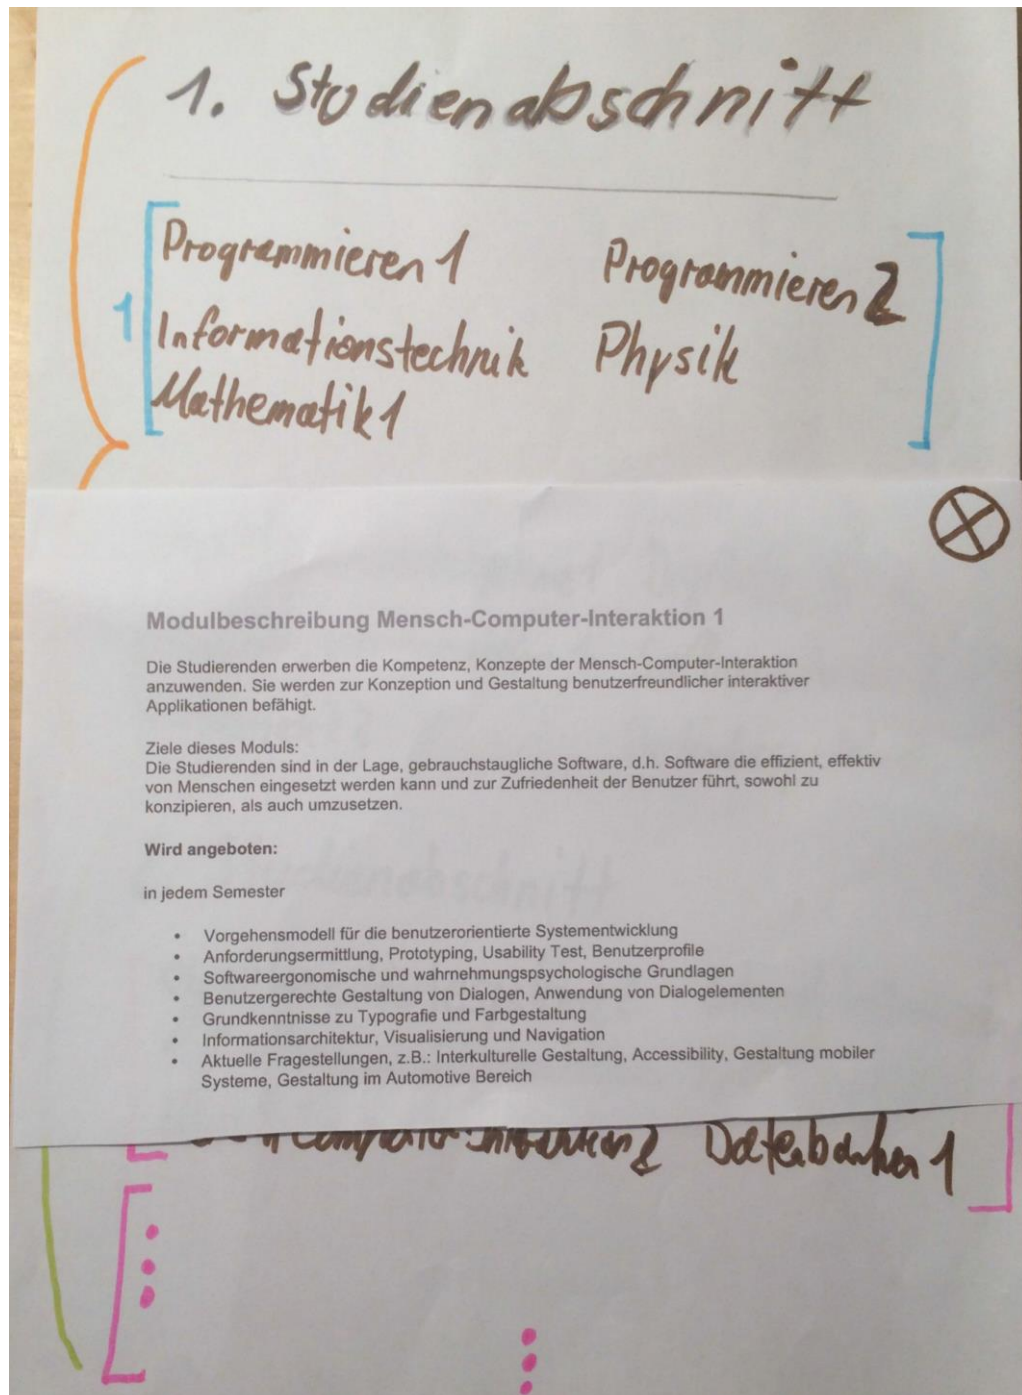 1. Studienabschnitt
Programmieren 1 Programmieren 2
1 Informationstechnik Physik
Mathematik 1
Modulbeschreibung Mensch-Computer-Interaktion 1
Die Studierenden erwerben die Kompetenz, Konzepte der Mensch-Computer-Interaktion
anzuwenden. Sie werden zur Konzeption und Gestaltung benutzerfreundlicher interaktiver
Applikationen befähigt.
Ziele dieses Moduls:
Die Studierenden sind in der Lage, gebrauchstaugliche Software, d.h. Software die effizient, effektiv
von Menschen eingesetzt werden kann und zur Zufriedenheit der Benutzer führt, sowohl zu
konzipieren, als auch umzusetzen.
Wird angeboten:
in jedem Semester
• Vorgehensmodell für die benutzerorientierte Systementwicklung
• Anforderungsermittlung, Prototyping, Usability Test, Benutzerprofile
• Softwareergonomische und wahrnehmungspsychologische Grundlagen
• Benutzergerechte Gestaltung von Dialogen, Anwendung von Dialogelementen
• Grundkenntnisse zu Typografie und Farbgestaltung
• Informationsarchitektur, Visualisierung und Navigation
• Aktuelle Fragestellungen, z.B.: Interkulturelle Gestaltung, Accessibility, Gestaltung mobiler
Systeme, Gestaltung im Automotive Bereich
2 Datenbanken 1